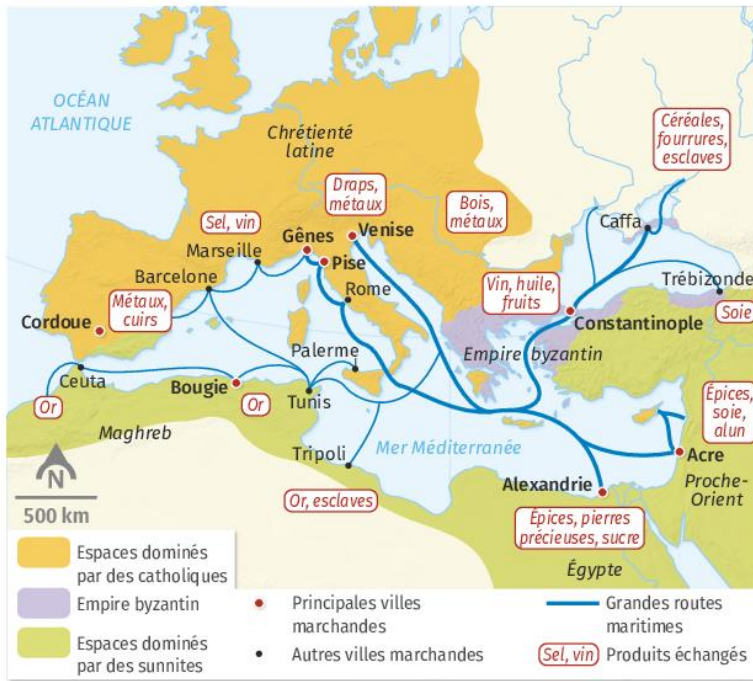 OCÉAN
ATLANTIQUE
Chrétienté
latine
Céréales,
fourrures,
esclaves
Draps,
métaux
Bois,
métaux
Sel, vin
Gênes
Venise
Caffa
Marseille
Pise
Barcelone
Rome
Vin, huile,
fruits
Trébizonde
Métaux,
cuirs
Soie
Cordoue
Constantinople
Palerme
Empire byzantin
Ceuta
Bougie
Épices,
soie,
alun
Or
Or
Tunis
Maghreb
Mer Méditerranée
Tripoli
Acre
Alexandrie
Proche-
Orient
Or, esclaves
N
500 km
Épices, pierres
précieuses, sucre
Égypte
Espaces dominés
par des catholiques
Empire byzantin
Espaces dominés
par des sunnites
Principales villes
marchandes
Autres villes marchandes
Grandes routes
maritimes
Sel, vin Produits échangés